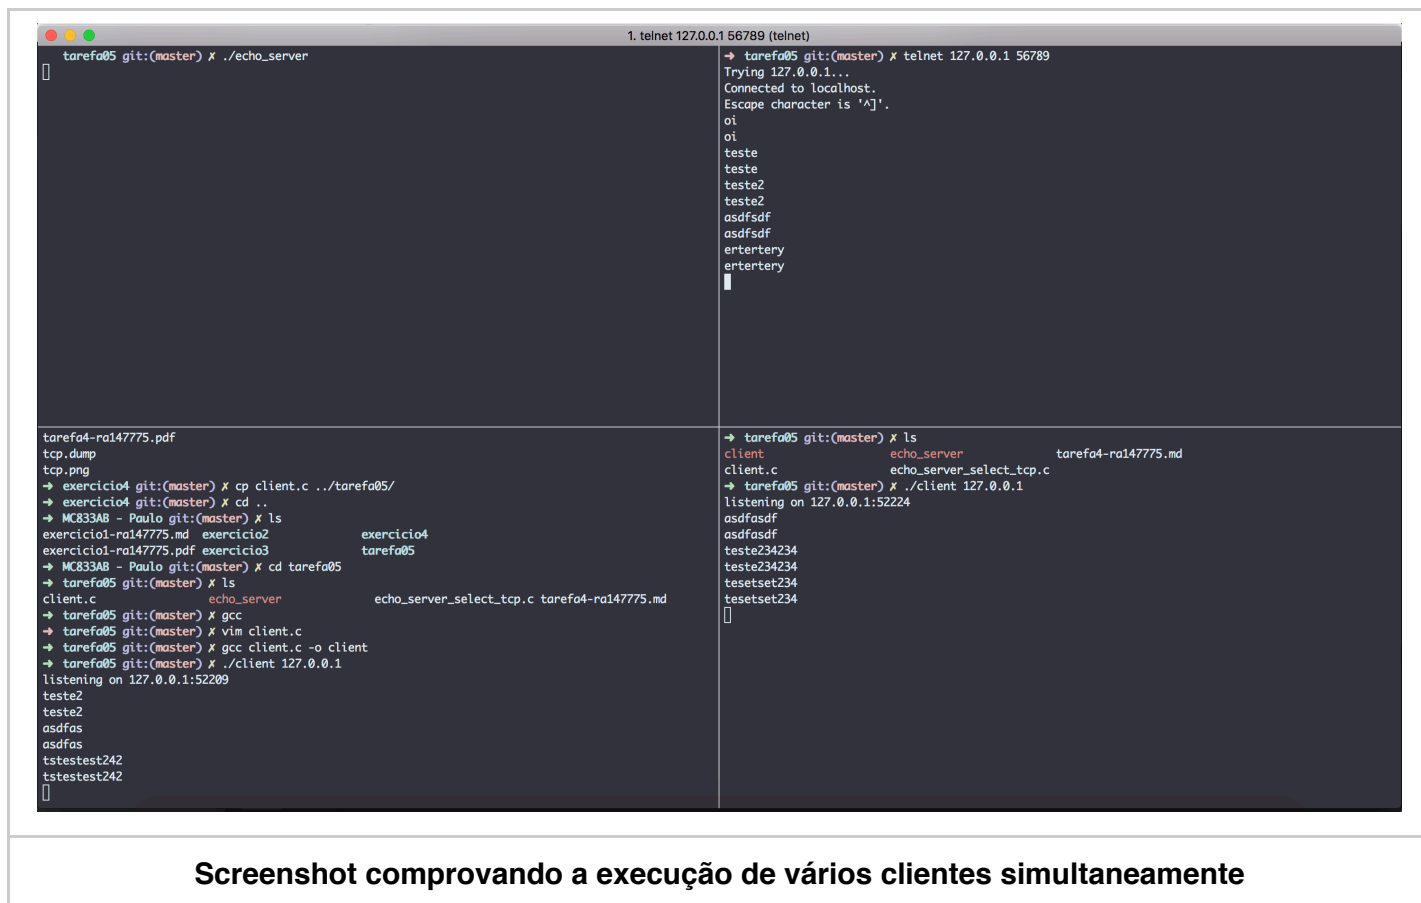 1. telnet 127.0.0.1 56789 (telnet)
tarefa05 git:(master) ✗ ./echo_server
➜ tarefa05 git:(master) ✗ telnet 127.0.0.1 56789
Trying 127.0.0.1...
Connected to localhost.
Escape character is '^]'.
oi
oi
teste
teste
teste2
teste2
asdfsdf
asdfsdf
ertertery
ertertery
tarefa4-ra147775.pdf
tcp.dump
tcp.png
➜ exercicio4 git:(master) ✗ cp client.c ../tarefa05/
➜ exercicio4 git:(master) ✗ cd ..
➜ MC833AB - Paulo git:(master) ✗ ls
exercicio1-ra147775.md exercicio2 exercicio4
exercicio1-ra147775.pdf exercicio3 tarefa05
➜ MC833AB - Paulo git:(master) ✗ cd tarefa05
➜ tarefa05 git:(master) ✗ ls
client.c echo_server echo_server_select_tcp.c tarefa4-ra147775.md
➜ tarefa05 git:(master) ✗ gcc
➜ tarefa05 git:(master) ✗ vim client.c
➜ tarefa05 git:(master) ✗ gcc client.c -o client
➜ tarefa05 git:(master) ✗ ./client 127.0.0.1
listening on 127.0.0.1:52209
teste2
teste2
asdfas
asdfas
tstestest242
tstestest242
➜ tarefa05 git:(master) ✗ ls
client echo_server tarefa4-ra147775.md
client.c echo_server_select_tcp.c
➜ tarefa05 git:(master) ✗ ./client 127.0.0.1
listening on 127.0.0.1:52224
asdfasdf
asdfasdf
teste234234
teste234234
tesetset234
tesetset234
Screenshot comprovando a execução de vários clientes simultaneamente